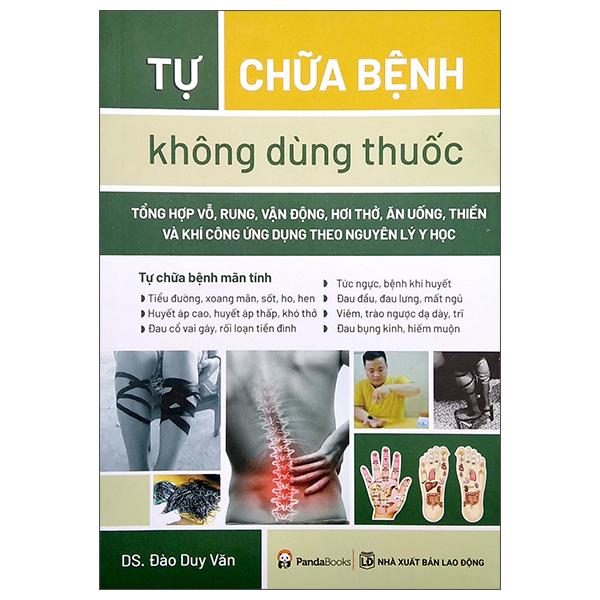 TỰ CHỮA BỆNH
không dùng thuốc
TỔNG HỢP VỖ, RUNG, VẬN ĐỘNG, HƠI THỞ, ĂN UỐNG, THIỀN
VÀ KHÍ CÔNG ỨNG DỤNG THEO NGUYÊN LÝ Y HỌC
Tự chữa bệnh mãn tính
Tiểu đường, xoang mãn, sốt, ho, hen
Huyết áp cao, huyết áp thấp, khó thở
Đau cổ vai gáy, rối loạn tiền đình
Tức ngực, bệnh khí huyết
Đau đầu, đau lưng, mất ngủ
Viêm, trào ngược dạ dày, trĩ
Đau bụng kinh, hiếm muộn
DS. Đào Duy Văn
PandaBooks
LĐ NHÀ XUẤT BẢN LAO ĐỘNG